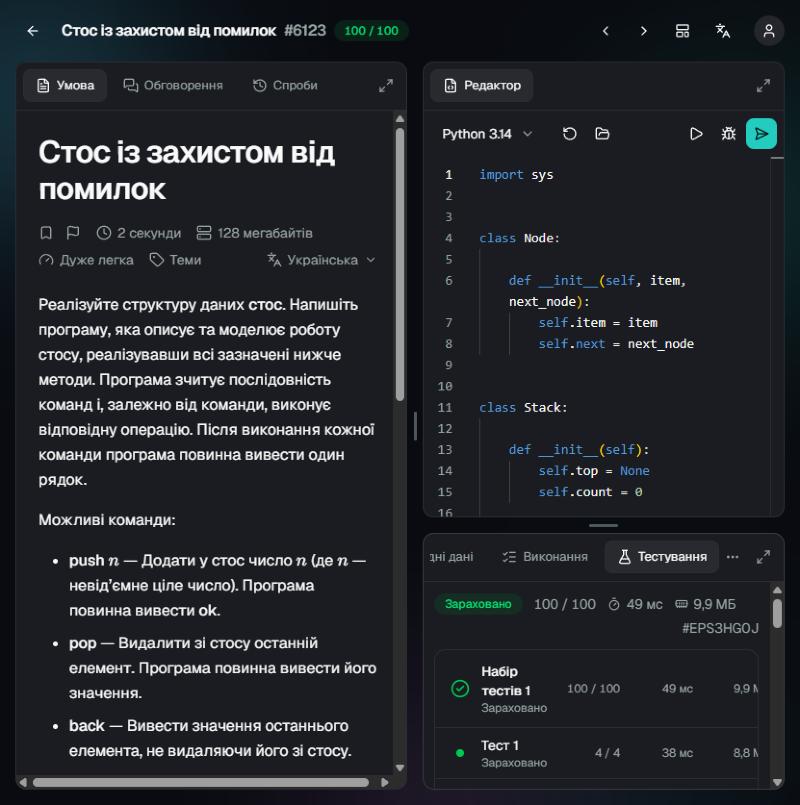 Стос із захистом від помилок #6123 100 / 100
Умова Обговорення Спроби
Стос із захистом від
помилок
2 секунди 128 мегабайтів
Дуже легка Теми Українська
Реалізуйте структуру даних стос. Напишіть
програму, яка описує та моделює роботу
стосу, реалізувавши всі зазначені нижче
методи. Програма зчитує послідовність
команд і, залежно від команди, виконує
відповідну операцію. Після виконання кожної
команди програма повинна вивести один
рядок.
Можливі команди:
• push n — Додати у стос число n (де n —
невід’ємне ціле число). Програма
повинна вивести ok.
• pop — Видалити зі стосу останній
елемент. Програма повинна вивести його
значення.
• back — Вивести значення останнього
елемента, не видаляючи його зі стосу.
Редактор
Python 3.14
1 import sys
2
3
4 class Node:
5
6 def __init__(self, item,
next_node):
7 self.item = item
8 self.next = next_node
9
10
11 class Stack:
12
13 def __init__(self):
14 self.top = None
15 self.count = 0
16
дні дані Виконання Тестування
Зараховано 100 / 100 49 мс 9,9 МБ
#EPS3HG0J
Набір
тестів 1 100 / 100 49 мс 9,9 М
Зараховано
Тест 1 4 / 4 38 мс 8,8 М
Зараховано